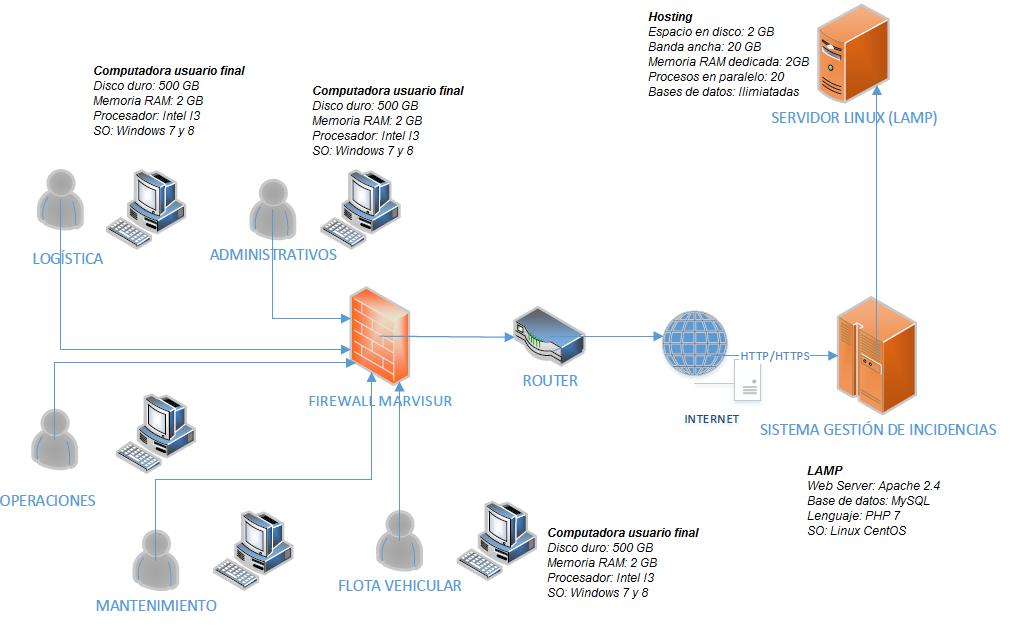 Hosting
Espacio en disco: 2 GB
Banda ancha: 20 GB
Memoria RAM dedicada: 2GB
Procesos en paralelo: 20
Bases de datos: Ilimiatadas
SERVIDOR LINUX (LAMP)
Computadora usuario final
Disco duro: 500 GB
Memoria RAM: 2 GB
Procesador: Intel I3
SO: Windows 7 y 8
Computadora usuario final
Disco duro: 500 GB
Memoria RAM: 2 GB
Procesador: Intel I3
SO: Windows 7 y 8
LOGÍSTICA
ADMINISTRATIVOS
FIREWALL MARVISUR
ROUTER
HTTP/HTTPS
INTERNET
SISTEMA GESTIÓN DE INCIDENCIAS
LAMP
Web Server: Apache 2.4
Base de datos: MySQL
Lenguaje: PHP 7
SO: Linux CentOS
OPERACIONES
MANTENIMIENTO
FLOTA VEHICULAR
Computadora usuario final
Disco duro: 500 GB
Memoria RAM: 2 GB
Procesador: Intel I3
SO: Windows 7 y 8